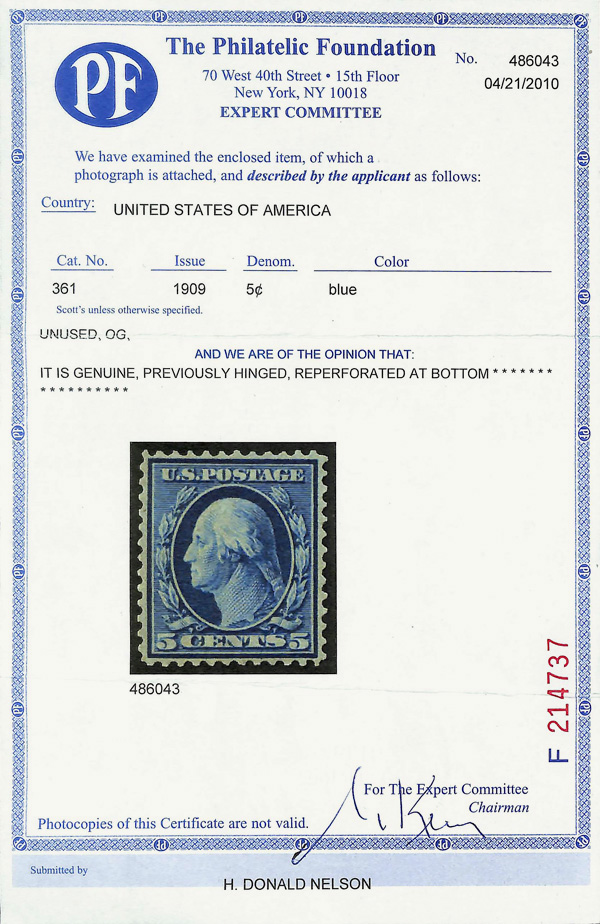 PF
The Philatelic Foundation
No. 486043
70 West 40th Street • 15th Floor
04/21/2010
New York, NY 10018
EXPERT COMMITTEE
We have examined the enclosed item, of which a
photograph is attached, and described by the applicant as follows:
Country: UNITED STATES OF AMERICA
Cat. No. Issue Denom. Color
361 1909 5¢ blue
Scott's unless otherwise specified.
UNUSED, OG,
AND WE ARE OF THE OPINION THAT:
IT IS GENUINE, PREVIOUSLY HINGED, REPERFORATED AT BOTTOM * * * * * * *
* * * * * * * * * *
U.S. POSTAGE
5 CENTS 5
486043
F 214737
For The Expert Committee
Chairman
Photocopies of this Certificate are not valid.
Submitted by
H. DONALD NELSON